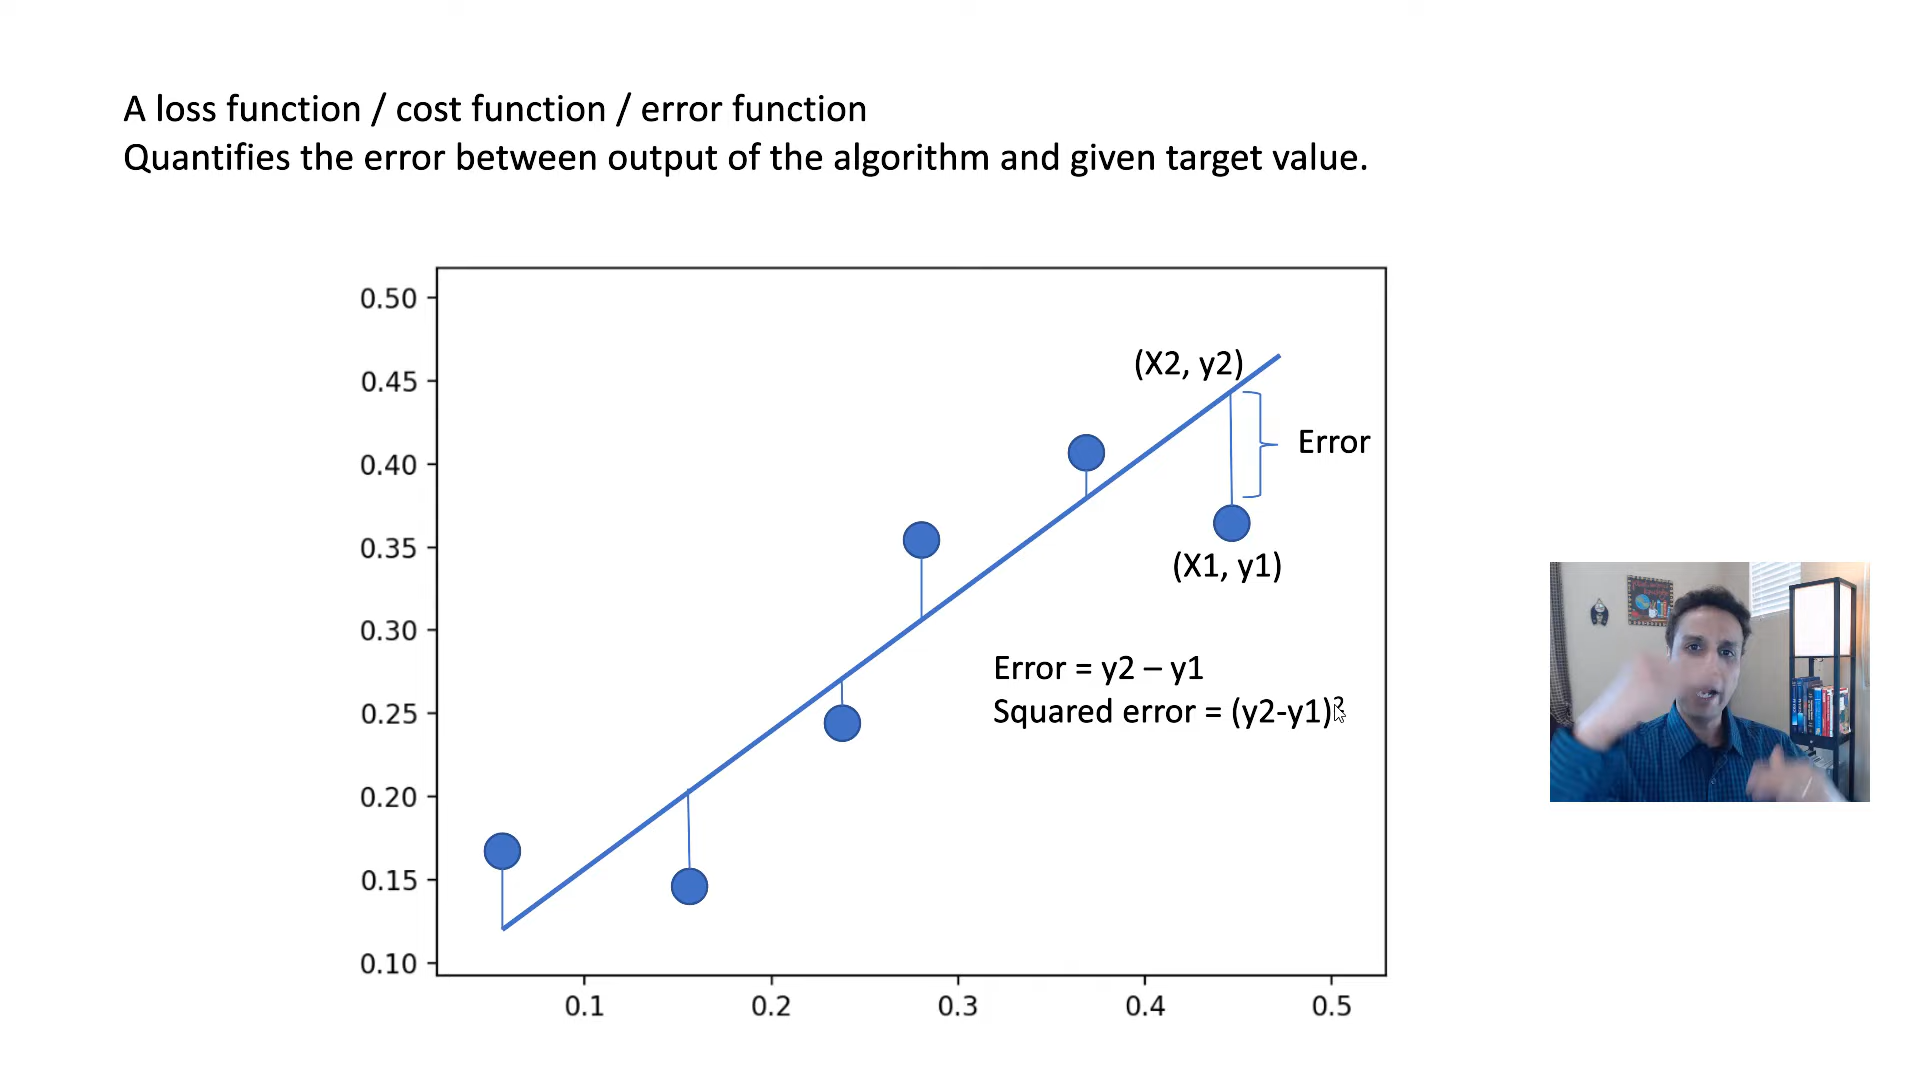 A loss function / cost function / error function
Quantifies the error between output of the algorithm and given target value.
0.50
0.45
0.40
0.35
0.30
0.25
0.20
0.15
0.10
(X2, y2)
Error
(X1, y1)
Error = y2 – y1
Squared error = (y2-y1)²
0.1 0.2 0.3 0.4 0.5